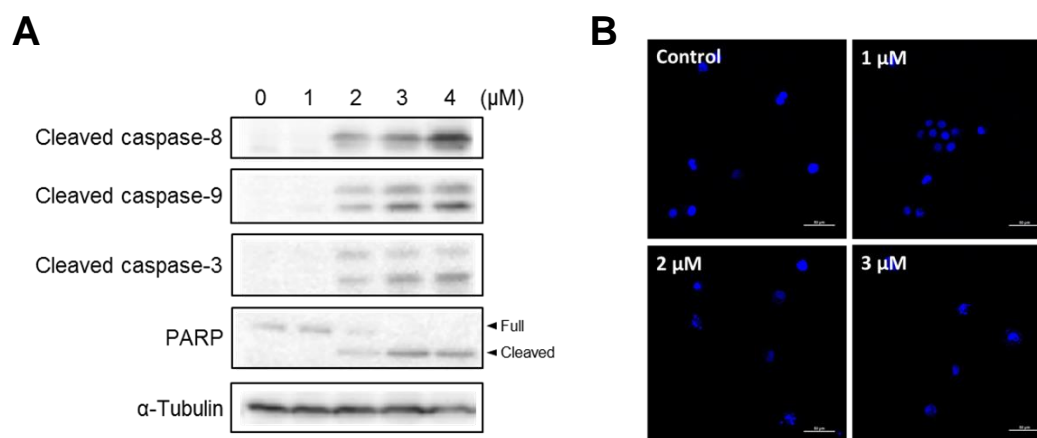 A
0 1 2 3 4 (µM)
Cleaved caspase-8
Cleaved caspase-9
Cleaved caspase-3
PARP
Full
Cleaved
α-Tubulin
B
Control
1 µM
2 µM
3 µM